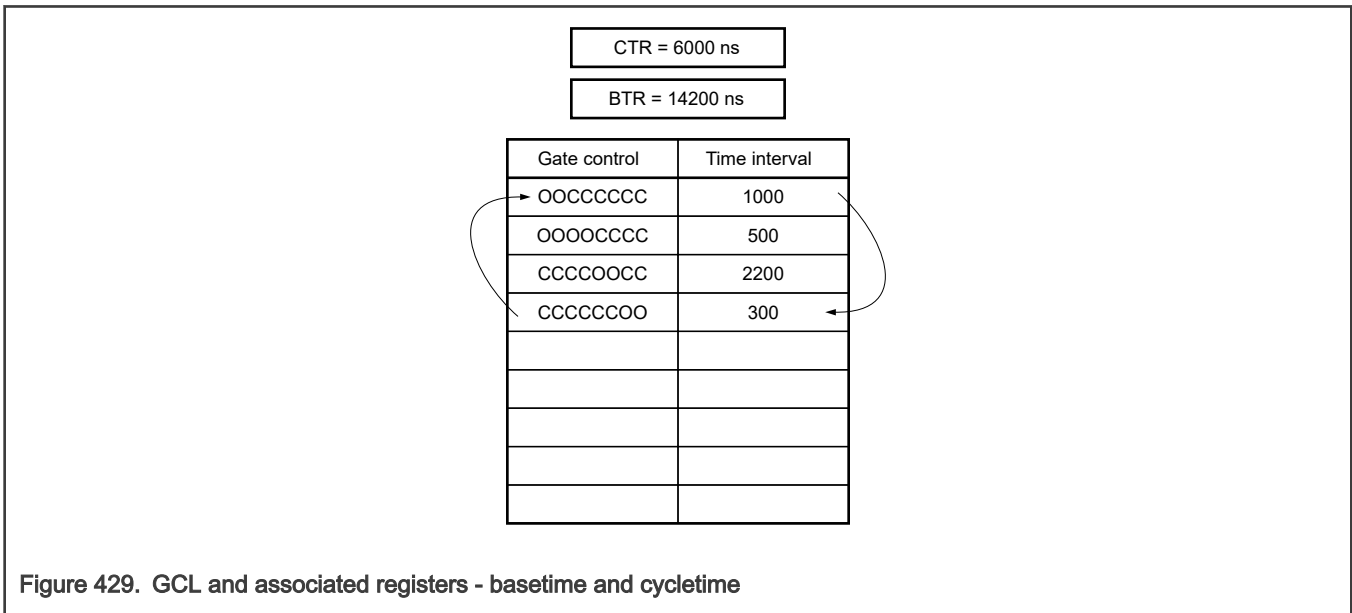 CTR = 6000 ns
BTR = 14200 ns
Gate control Time interval
OOCCCCCC 1000
OOOOCCCC 500
CCCCOOCC 2200
CCCCCCOO 300
Figure 429. GCL and associated registers - basetime and cycletime